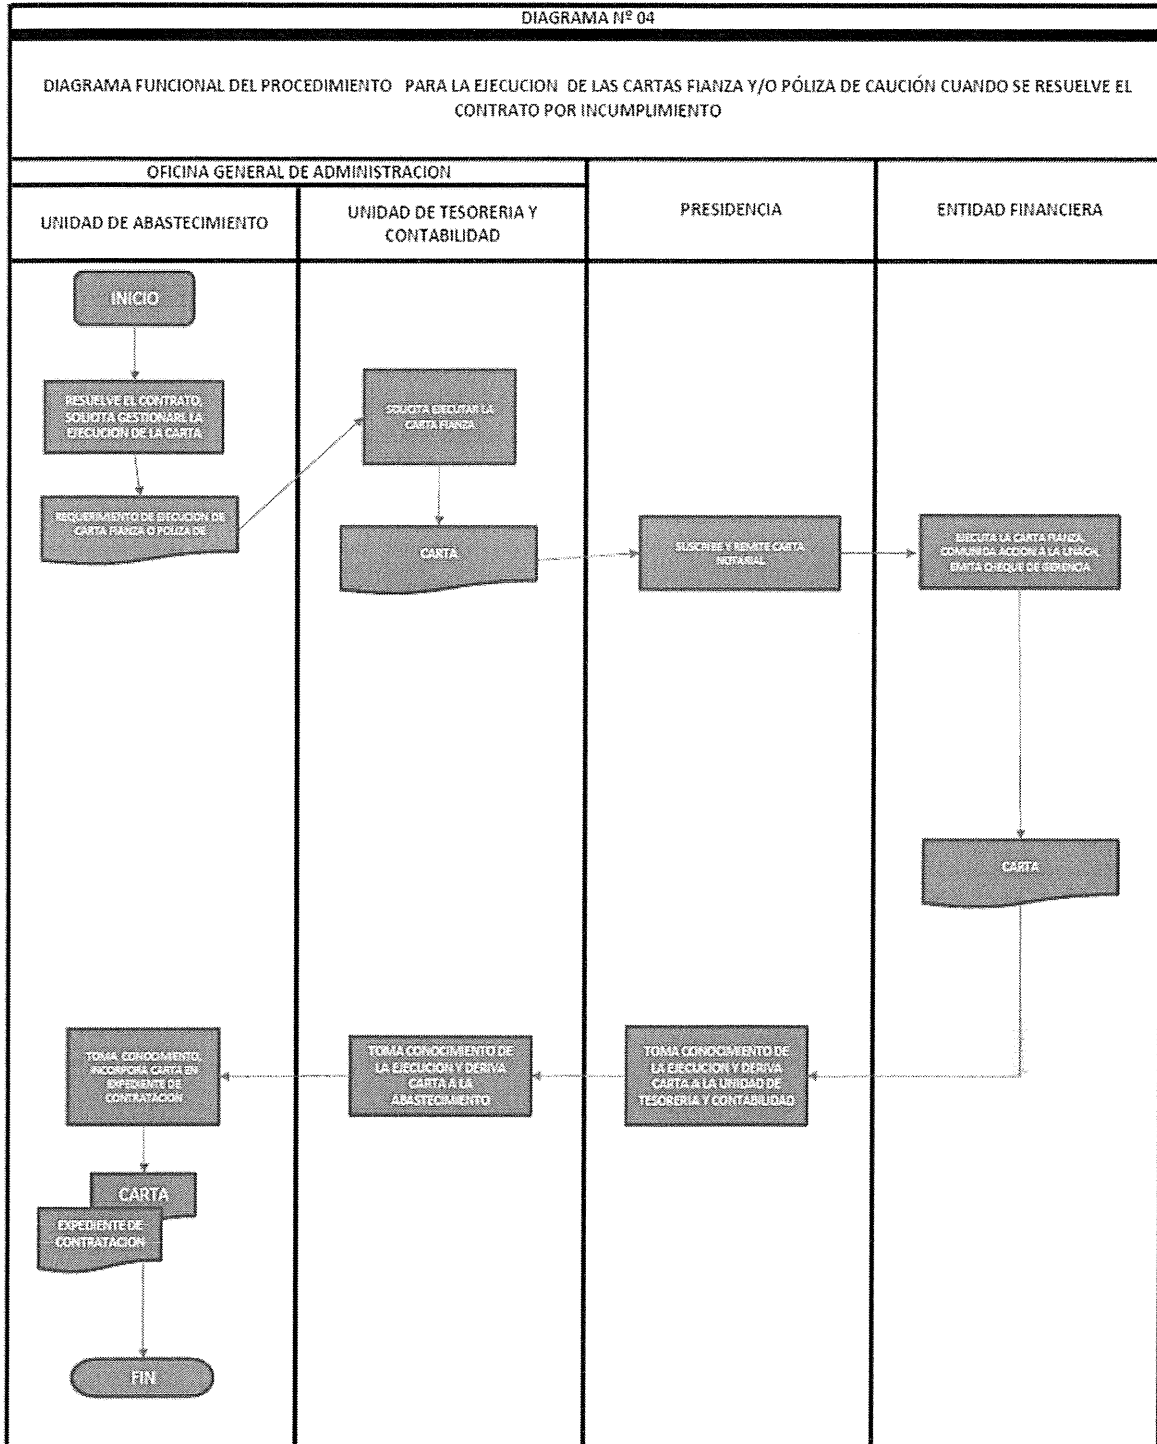 DIAGRAMA Nº 04
DIAGRAMA FUNCIONAL DEL PROCEDIMIENTO PARA LA EJECUCION DE LAS CARTAS FIANZA Y/O PÓLIZA DE CAUCIÓN CUANDO SE RESUELVE EL
CONTRATO POR INCUMPLIMIENTO
OFICINA GENERAL DE ADMINISTRACION
UNIDAD DE ABASTECIMIENTO
UNIDAD DE TESORERIA Y
CONTABILIDAD
PRESIDENCIA
ENTIDAD FINANCIERA
INICIO
RESUELVE EL CONTRATO,
SOLICITA GESTIONAR LA
EJECUCION DE LA CARTA
SOLICITA EJECUTAR LA
CARTA FIANZA
REQUERIMIENTO DE EJECUCION DE
CARTA FIANZA O POLIZA DE
CARTA
SUSCRIBE Y REMITE CARTA
NOTARIAL
EJECUTA LA CARTA FIANZA,
COMUNIDA ACCION A LA UNACH,
EMITA CHEQUE DE GERENCIA
CARTA
TOMA CONOCIMIENTO,
INCORPORA CARTA EN
EXPEDIENTE DE
CONTRATACION
TOMA CONOCIMIENTO DE
LA EJECUCION Y DERIVA
CARTA A LA
ABASTECIMIENTO
TOMA CONOCIMIENTO DE
LA EJECUCION Y DERIVA
CARTA A LA UNIDAD DE
TESORERIA Y CONTABILIDAD
CARTA
EXPEDIENTE DE
CONTRATACION
FIN